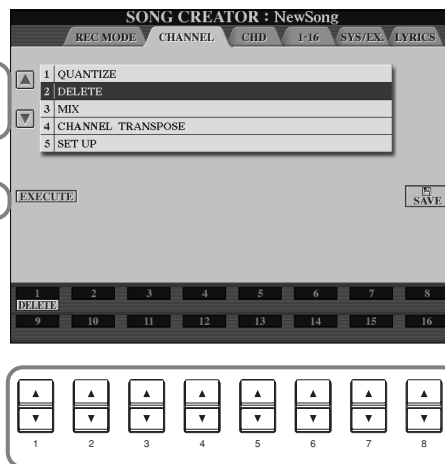 SONG CREATOR : NewSong
REC MODE CHANNEL CHD 1-16 SYS/EX. LYRICS
1 QUANTIZE
2 DELETE
3 MIX
4 CHANNEL TRANSPOSE
5 SET UP
EXECUTE
SAVE
1 2 3 4 5 6 7 8
DELETE
9 10 11 12 13 14 15 16
1 2 3 4 5 6 7 8